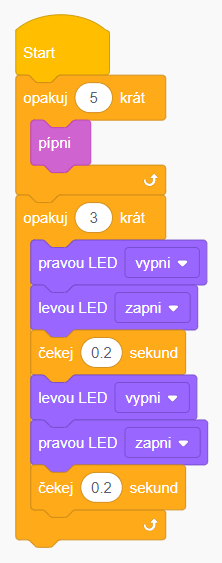 Start
opakuj 5 krát
pípni
opakuj 3 krát
pravou LED vypni
levou LED zapni
čekej 0.2 sekund
levou LED vypni
pravou LED zapni
čekej 0.2 sekund